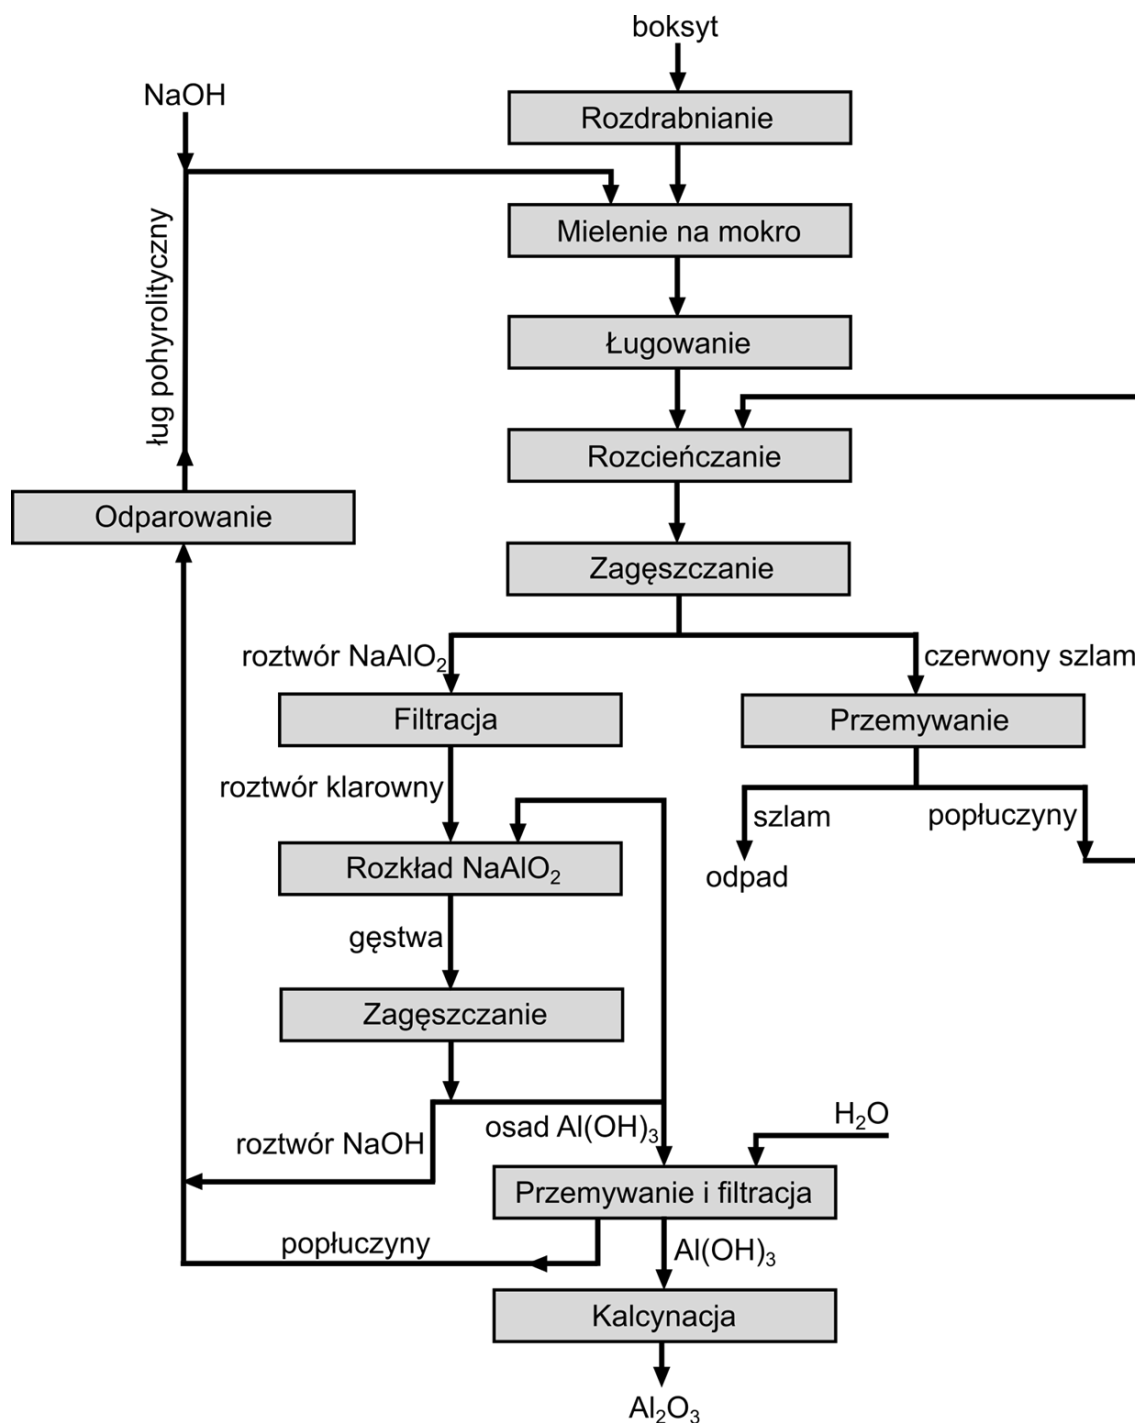 boksyt
NaOH
Rozdrabnianie
Mielenie na mokro
ług pohyrolityczny
Ługowanie
Rozcieńczanie
Odparowanie
Zagęszczanie
roztwór NaAlO₂
czerwony szlam
Filtracja
Przemywanie
roztwór klarowny
szlam
popłuczyny
Rozkład NaAlO₂
odpad
gęstwa
Zagęszczanie
H₂O
osad Al(OH)₃
roztwór NaOH
Przemywanie i filtracja
popłuczyny
Al(OH)₃
Kalcynacja
Al₂O₃